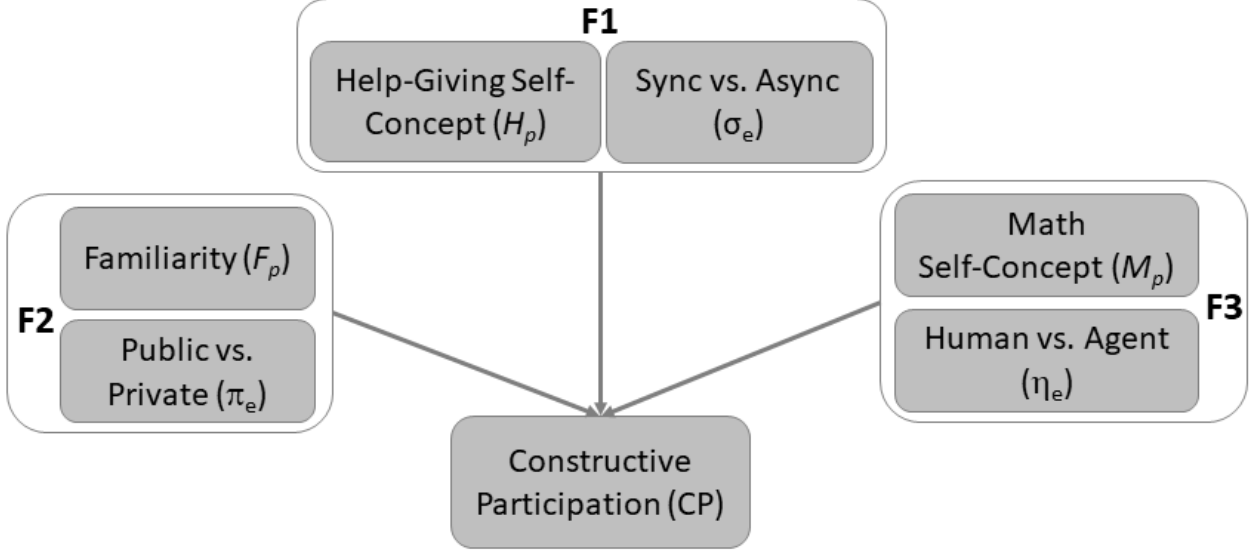 F1
Help-Giving Self-
Concept (Hp)
Sync vs. Async
(σe)
F2
Familiarity (Fp)
Public vs.
Private (πe)
Math
Self-Concept (Mp)
Human vs. Agent
(ηe)
F3
Constructive
Participation (CP)